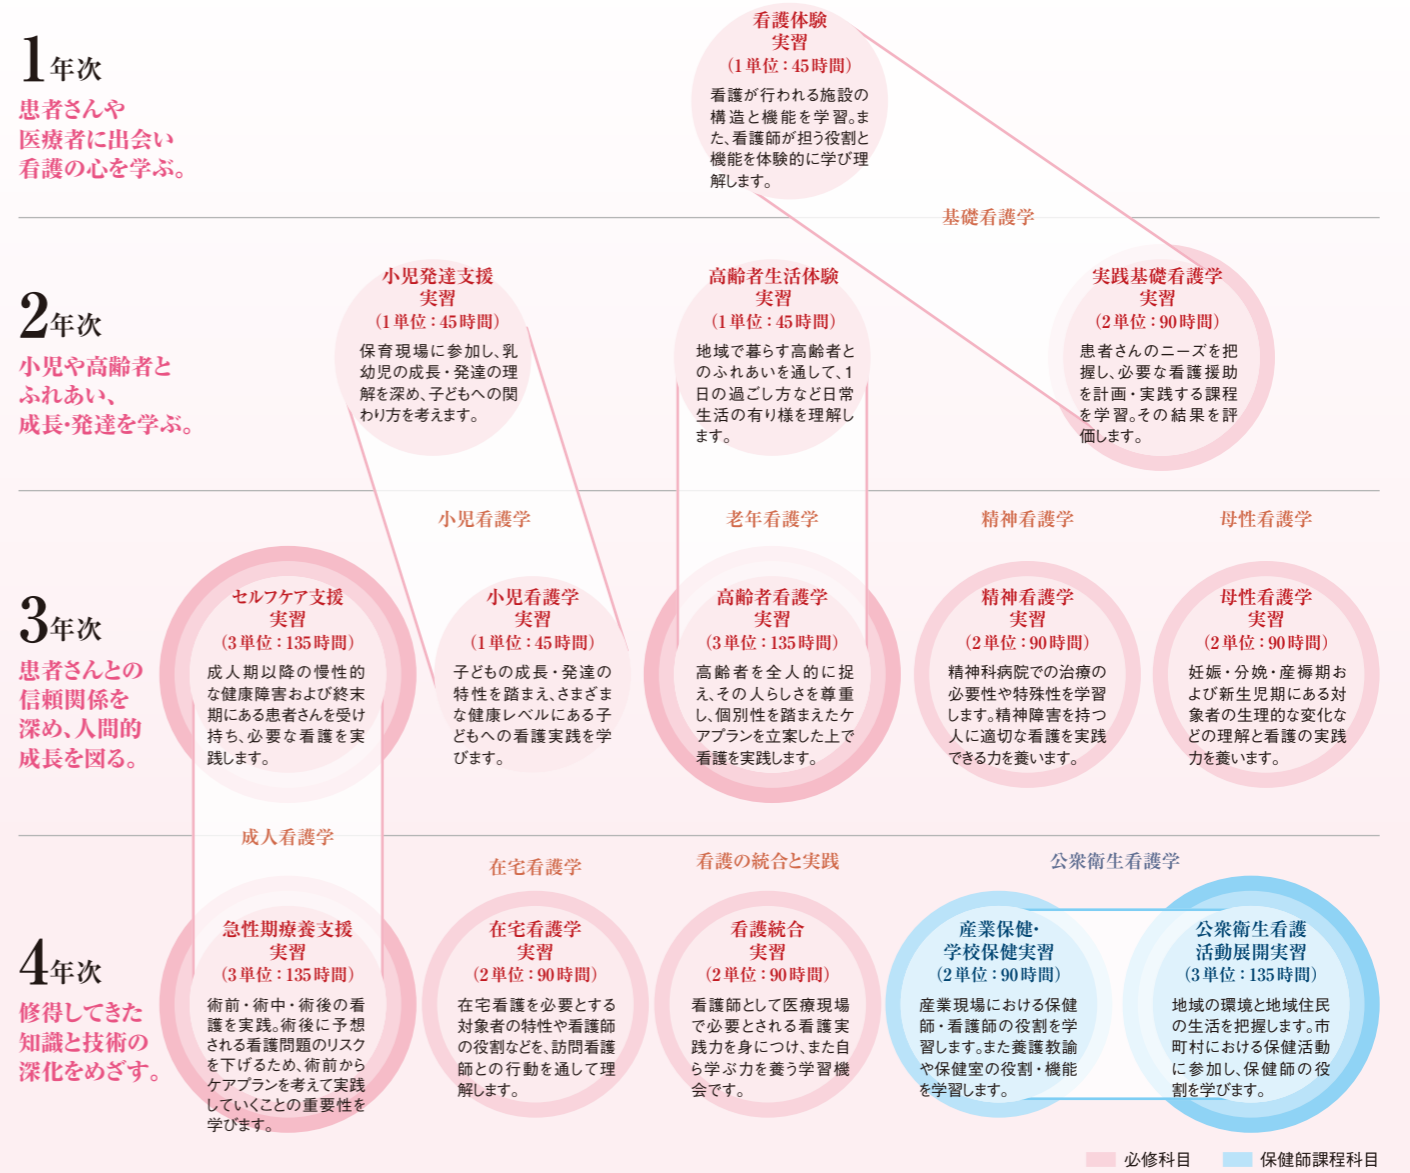 1年次
患者さんや
医療者に出会い
看護の心を学ぶ。
看護体験
実習
（1単位：45時間）
看護が行われる施設の
構造と機能を学習。ま
た、看護師が担う役割と
機能を体験的に学び理
解します。
基礎看護学
2年次
小児や高齢者と
ふれあい、
成長・発達を学ぶ。
小児発達支援
実習
（1単位：45時間）
保育現場に参加し、乳
幼児の成長・発達の理
解を深め、子どもへの関
わり方を考えます。
高齢者生活体験
実習
（1単位：45時間）
地域で暮らす高齢者と
のふれあいを通して、1
日の過ごし方など日常
生活の有り様を理解し
ます。
実践基礎看護学
実習
（2単位：90時間）
患者さんのニーズを把
握し、必要な看護援助
を計画・実践する課程
を学習。その結果を評
価します。
小児看護学
老年看護学
精神看護学
母性看護学
3年次
患者さんとの
信頼関係を
深め、人間的
成長を図る。
セルフケア支援
実習
（3単位：135時間）
成人期以降の慢性的
な健康障害および終末
期にある患者さんを受け
持ち、必要な看護を実
践します。
小児看護学
実習
（1単位：45時間）
子どもの成長・発達の
特性を踏まえ、さまざま
な健康レベルにある子
どもへの看護実践を学
びます。
高齢者看護学
実習
（3単位：135時間）
高齢者を全人的に捉
え、その人らしさを尊重
し、個別性を踏まえたケ
アプランを立案した上で
看護を実践します。
精神看護学
実習
（2単位：90時間）
精神科病院での治療の
必要性や特殊性を学習
します。精神障害を持つ
人に適切な看護を実践
できる力を養います。
母性看護学
実習
（2単位：90時間）
妊娠・分娩・産褥期お
よび新生児期にある対
象者の生理的な変化な
どの理解と看護の実践
力を養います。
成人看護学
在宅看護学
看護の統合と実践
公衆衛生看護学
4年次
修得してきた
知識と技術の
深化をめざす。
急性期療養支援
実習
（3単位：135時間）
術前・術中・術後の看
護を実践。術後に予想
される看護問題のリスク
を下げるため、術前から
ケアプランを考えて実践
していくことの重要性を
学びます。
在宅看護学
実習
（2単位：90時間）
在宅看護を必要とする
対象者の特性や看護師
の役割などを、訪問看護
師との行動を通して理
解します。
看護統合
実習
（2単位：90時間）
看護師として医療現場
で必要とされる看護実
践力を身につけ、また自
ら学ぶ力を養う学習機
会です。
産業保健・
学校保健実習
（2単位：90時間）
産業現場における保健
師・看護師の役割を学
習します。また養護教諭
や保健室の役割・機能
を学習します。
公衆衛生看護
活動展開実習
（3単位：135時間）
地域の環境と地域住民
の生活を把握します。市
町村における保健活動
に参加し、保健師の役
割を学びます。
必修科目
保健師課程科目